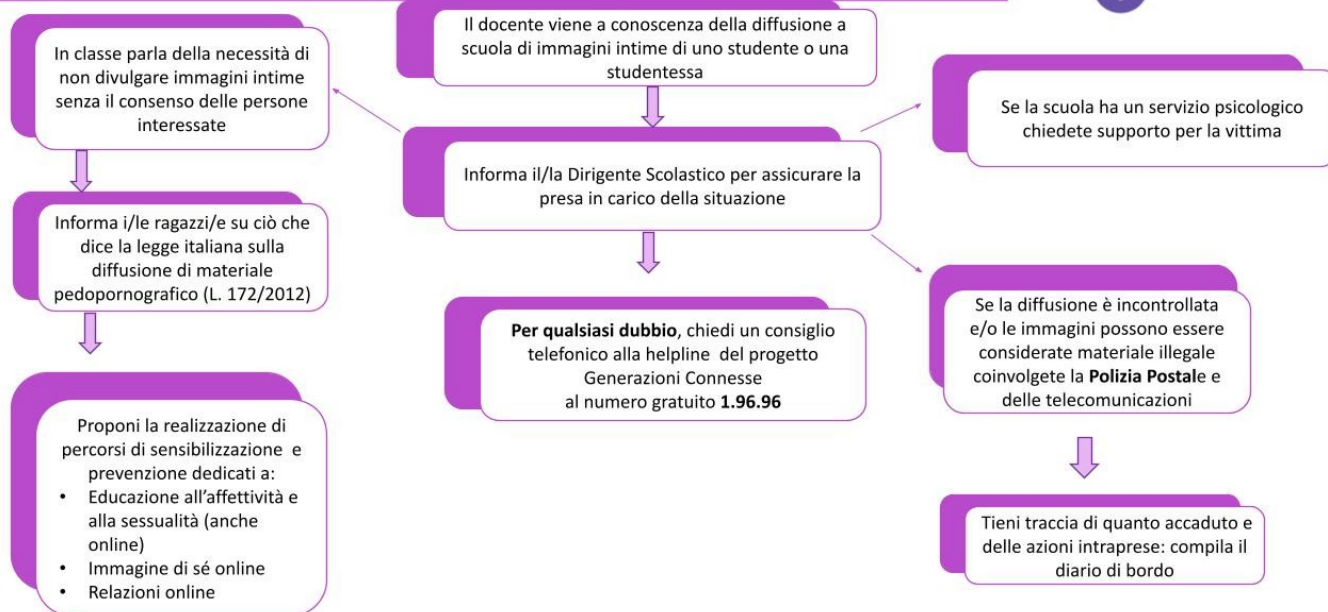 Il docente viene a conoscenza della diffusione a
scuola di immagini intime di uno studente o una
studentessa
In classe parla della necessità di
non divulgare immagini intime
senza il consenso delle persone
interessate
Se la scuola ha un servizio psicologico
chiedete supporto per la vittima
Informa il/la Dirigente Scolastico per assicurare la
presa in carico della situazione
Informa i/le ragazzi/e su ciò che
dice la legge italiana sulla
diffusione di materiale
pedopornografico (L. 172/2012)
Per qualsiasi dubbio, chiedi un consiglio
telefonico alla helpline del progetto
Generazioni Connesse
al numero gratuito 1.96.96
Se la diffusione è incontrollata
e/o le immagini possono essere
considerate materiale illegale
coinvolgete la Polizia Postale e
delle telecomunicazioni
Proponi la realizzazione di
percorsi di sensibilizzazione e
prevenzione dedicati a:
• Educazione all'affettività e
alla sessualità (anche
online)
• Immagine di sé online
• Relazioni online
Tieni traccia di quanto accaduto e
delle azioni intraprese: compila il
diario di bordo